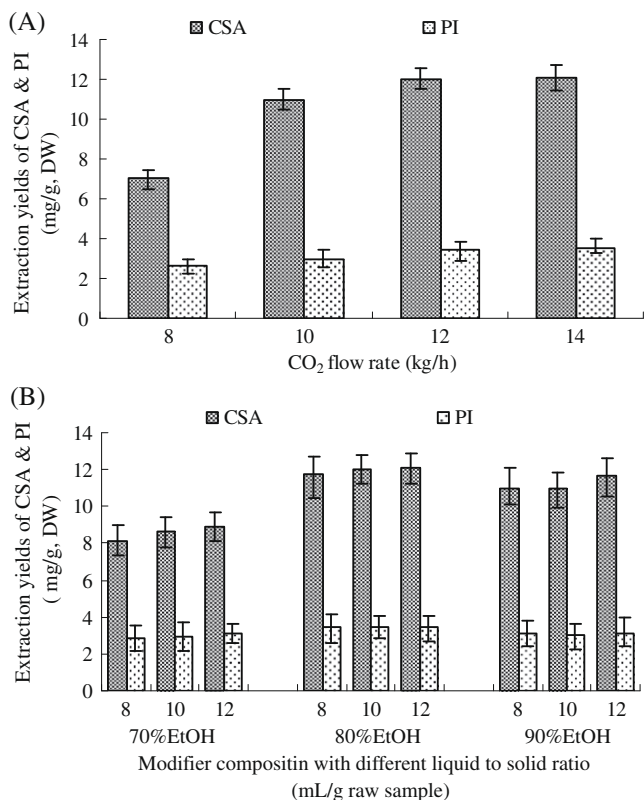 (A)
CSA PI
Extraction yields of CSA & PI
(mg/g, DW)
14
12
10
8
6
4
2
0
8 10 12 14
CO₂ flow rate (kg/h)
(B)
CSA PI
Extraction yields of CSA & PI
( mg/g, DW)
14
12
10
8
6
4
2
0
8 10 12 8 10 12 8 10 12
70%EtOH 80%EtOH 90%EtOH
Modifier compositin with different liquid to solid ratio
(mL/g raw sample)